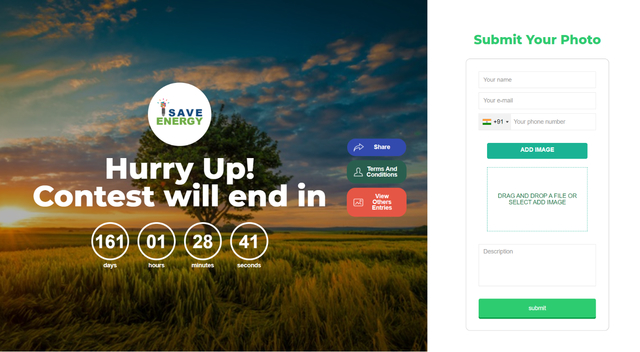 I SAVE
ENERGY
Hurry Up!
Contest will end in
161
01
28
41
days
hours
minutes
seconds
Share
Terms And
Conditions
View
Others
Entries
Submit Your Photo
Your name
Your e-mail
+91
Your phone number
ADD IMAGE
DRAG AND DROP A FILE OR
SELECT ADD IMAGE
Description
submit